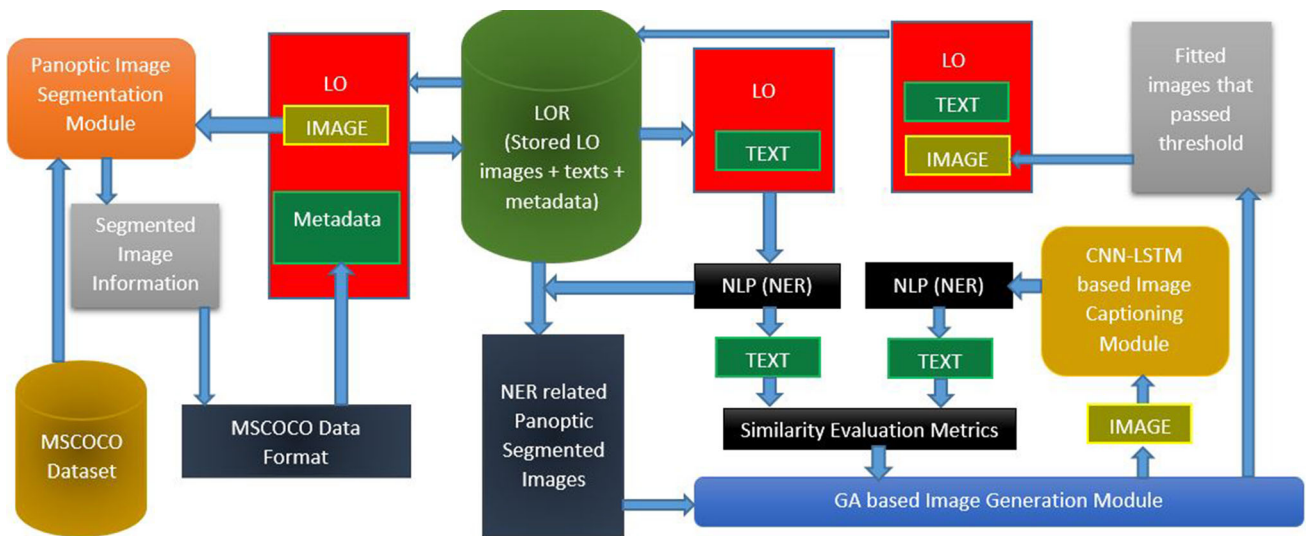 Panoptic Image
Segmentation
Module
LO
IMAGE
Metadata
Segmented
Image
Information
MSCOCO
Dataset
MSCOCO Data
Format
LOR
(Stored LO
images + texts +
metadata)
LO
TEXT
LO
TEXT
IMAGE
Fitted
images that
passed
threshold
NLP (NER)
NLP (NER)
CNN-LSTM
based Image
Captioning
Module
TEXT
TEXT
NER related
Panoptic
Segmented
Images
Similarity Evaluation Metrics
IMAGE
GA based Image Generation Module